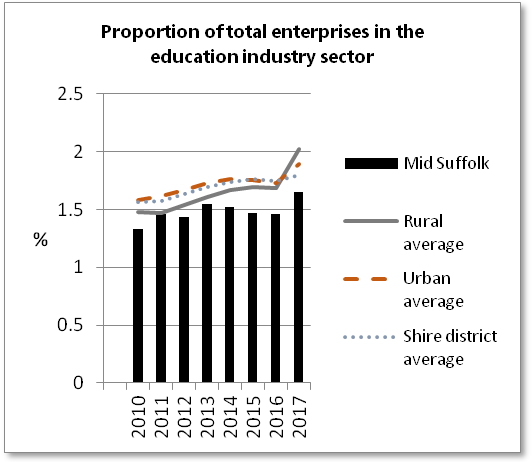 Proportion of total enterprises in the
education industry sector
2.5
2
1.5
1
0.5
0
%
2010
2011
2012
2013
2014
2015
2016
2017
Mid Suffolk
Rural
average
Urban
average
Shire district
average